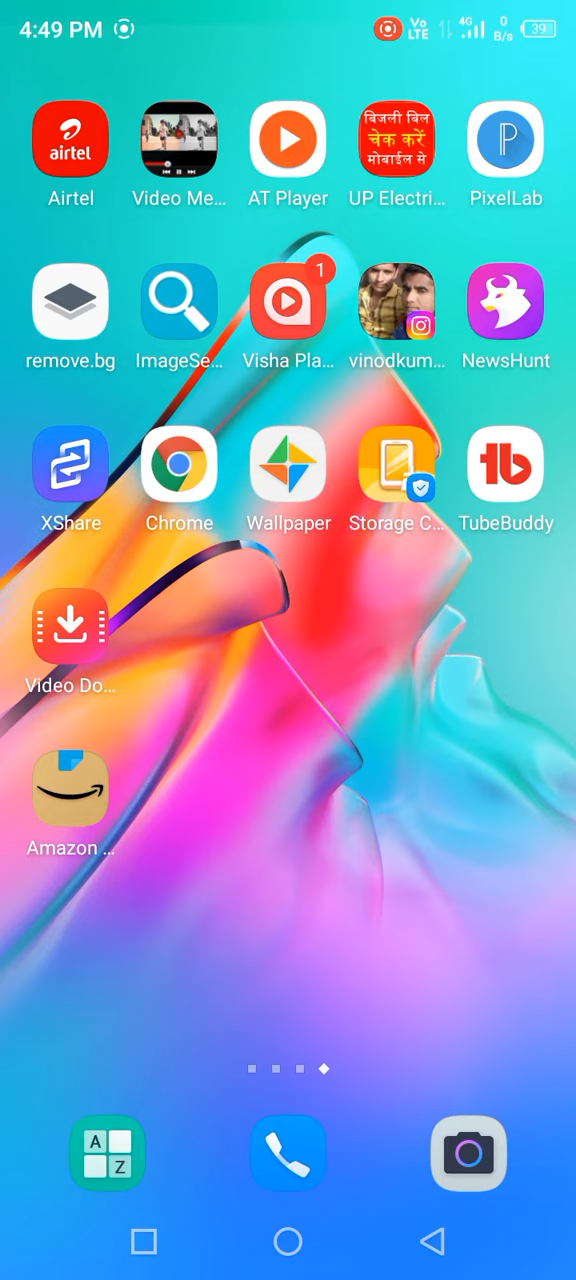 4:49 PM
Vo LTE
4G
0 B/s
39
airtel
बिजली बिल
चेक करें
मोबाईल से
P
Airtel
Video Me...
AT Player
UP Electri...
PixelLab
1
remove.bg
ImageSe...
Visha Pla...
vinodkum...
NewsHunt
tb
XShare
Chrome
Wallpaper
Storage C...
TubeBuddy
Video Do...
Amazon ...
A
Z